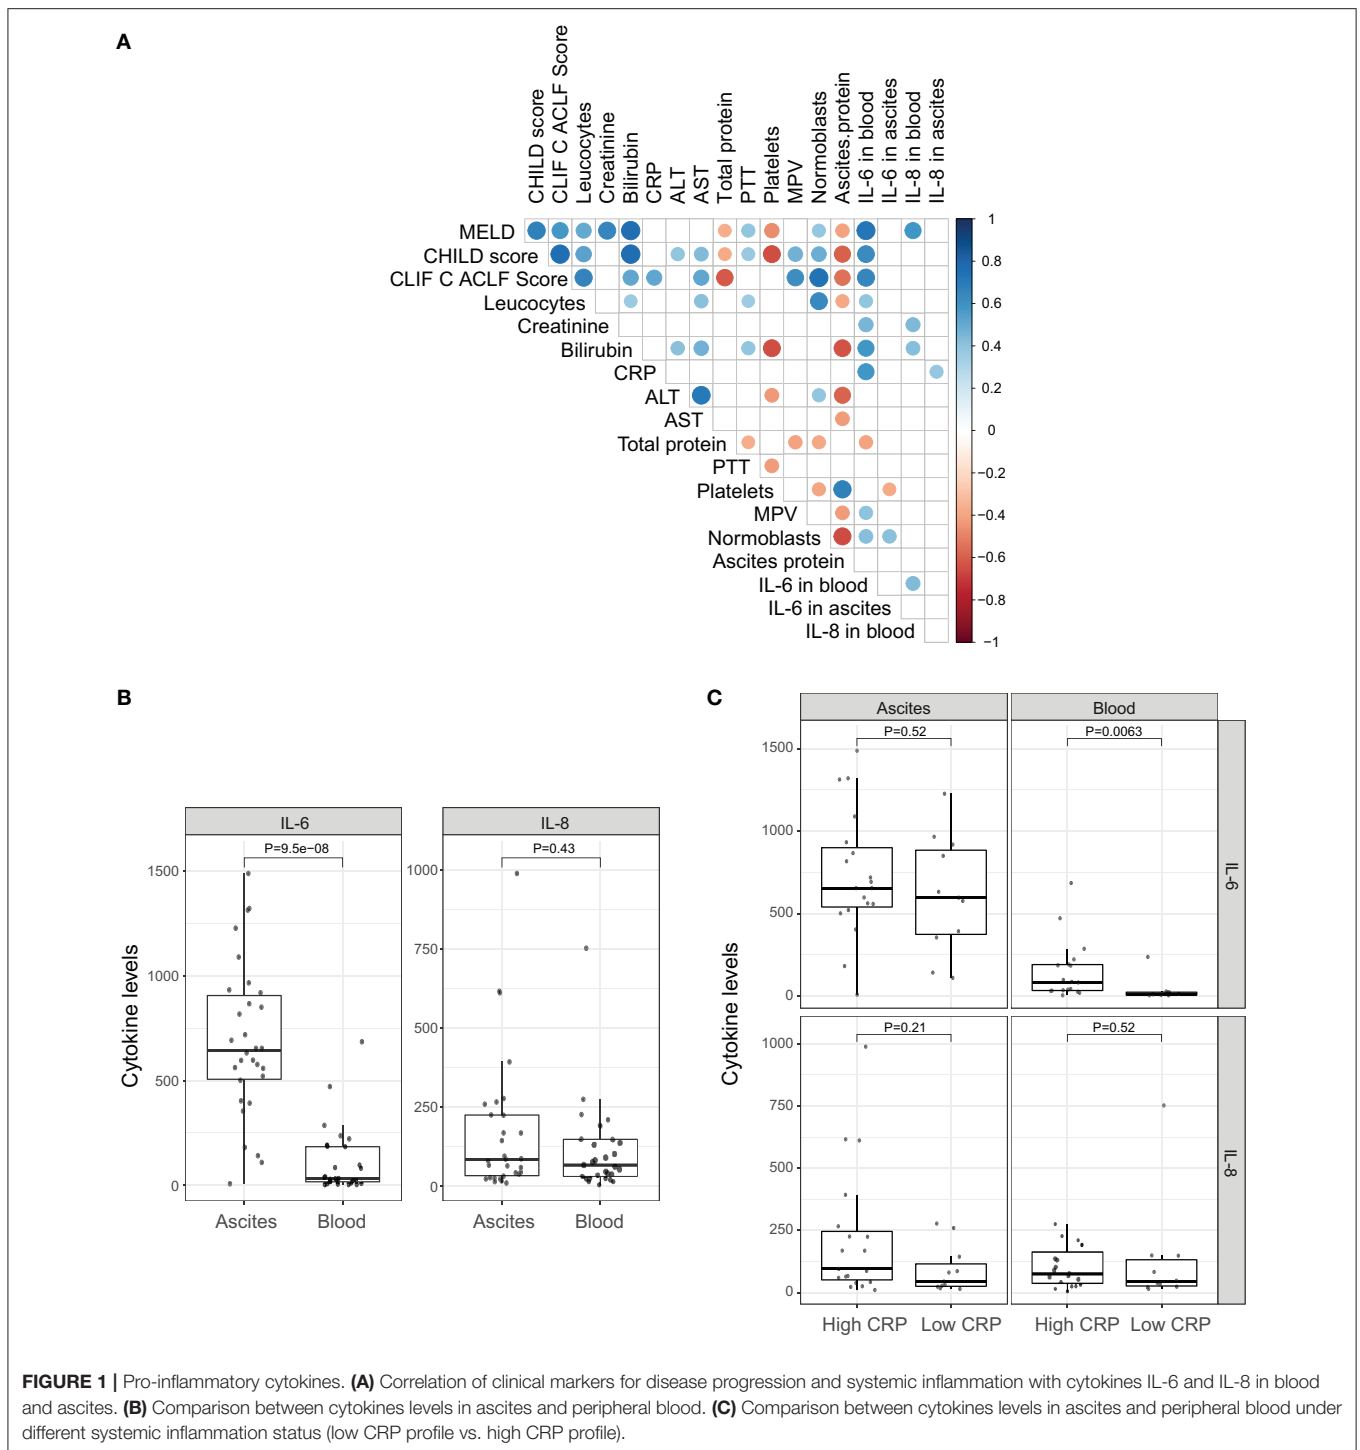 A
CHILD score
CLIF C ACLF Score
Leucocytes
Creatinine
Bilirubin
CRP
ALT
AST
Total protein
PTT
Platelets
MPV
Normoblasts
Ascites.protein
IL-6 in blood
IL-6 in ascites
IL-8 in blood
IL-8 in ascites
MELD
CHILD score
CLIF C ACLF Score
Leucocytes
Creatinine
Bilirubin
CRP
ALT
AST
Total protein
PTT
Platelets
MPV
Normoblasts
Ascites protein
IL-6 in blood
IL-6 in ascites
IL-8 in blood
1
0.8
0.6
0.4
0.2
0
−0.2
−0.4
−0.6
−0.8
−1
B
Cytokine levels
IL-6
P=9.5e−08
1500
1000
500
0
Ascites
Blood
IL-8
P=0.43
1000
750
500
250
0
Ascites
Blood
C
Cytokine levels
Ascites
Blood
P=0.52
P=0.0063
1500
1000
500
0
IL-6
P=0.21
P=0.52
1000
750
500
250
0
IL-8
High CRP
Low CRP
High CRP
Low CRP
FIGURE 1 | Pro-inflammatory cytokines. (A) Correlation of clinical markers for disease progression and systemic inflammation with cytokines IL-6 and IL-8 in blood
and ascites. (B) Comparison between cytokines levels in ascites and peripheral blood. (C) Comparison between cytokines levels in ascites and peripheral blood under
different systemic inflammation status (low CRP profile vs. high CRP profile).